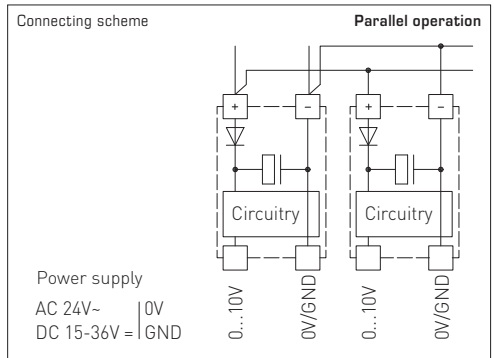 Connecting scheme
Parallel operation
+ – + –
Circuitry Circuitry
Power supply
AC 24V~ 0V
DC 15-36V = GND
0...10V
0V/GND
0...10V
0V/GND